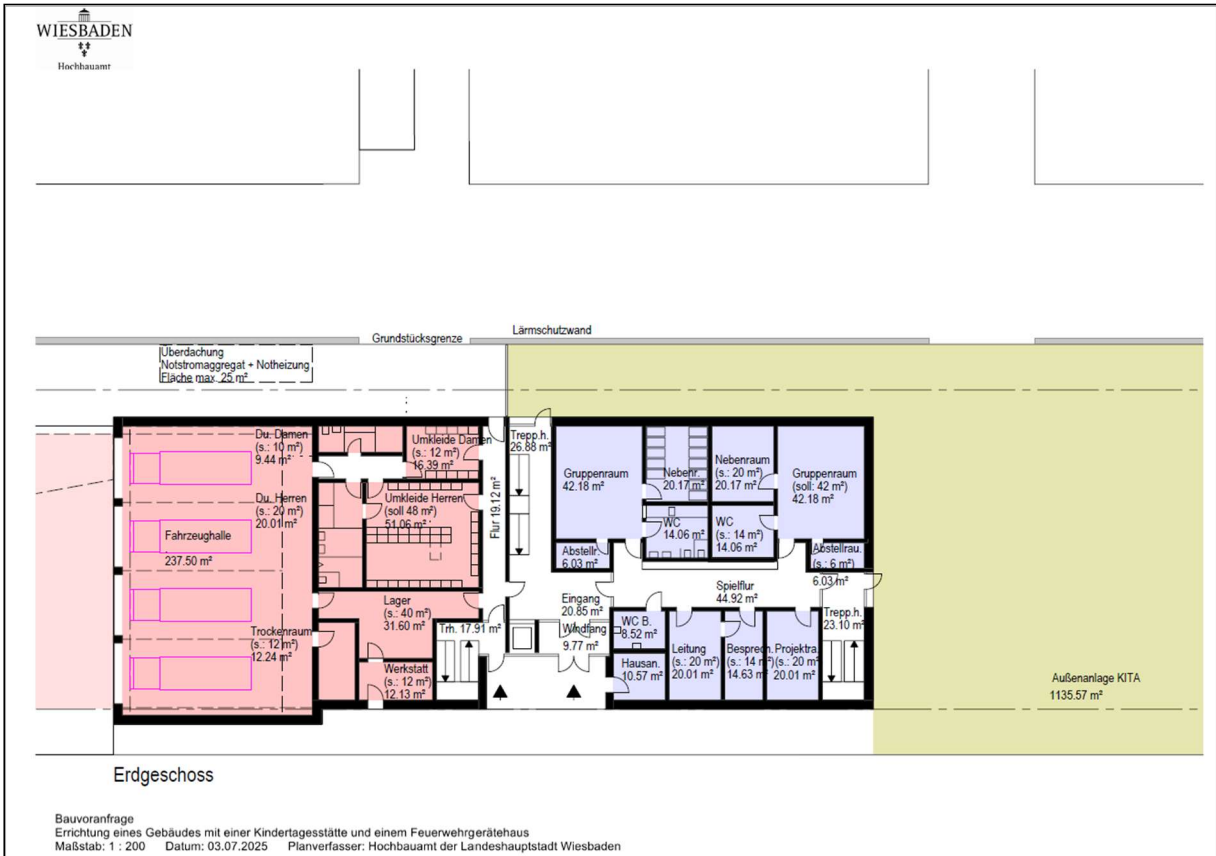 WIESBADEN
Hochbauamt
Grundstücksgrenze
Lärmschutzwand
Überdachung
Notstromaggregat + Notheizung
Fläche max. 25 m²
Du. Damen
(s.: 10 m²)
9.44 m²
Umkleide Damen
(s.: 12 m²)
16.39 m²
Du. Herren
(s.: 20 m²)
20.01 m²
Umkleide Herren
(soll 48 m²)
51.06 m²
Fahrzeughalle
237.50 m²
Lager
(s.: 40 m²)
31.60 m²
Trockenraum
(s.: 12 m²)
12.24 m²
Werkstatt
(s.: 12 m²)
12.13 m²
Trh. 17.91 m²
Flur 19.12 m²
Trepp.h.
26.88 m²
Gruppenraum
42.18 m²
Nebenr.
20.17 m²
Nebenraum
(s.: 20 m²)
20.17 m²
Gruppenraum
(soll: 42 m²)
42.18 m²
WC
14.06 m²
WC
(s.: 14 m²)
14.06 m²
Abstellr.
6.03 m²
Abstellrau.
(s.: 6 m²)
6.03 m²
Spielflur
44.92 m²
Eingang
20.85 m²
Windfang
9.77 m²
WC B.
8.52 m²
Hausan.
10.57 m²
Leitung
(s.: 20 m²)
20.01 m²
Besprech.
(s.: 14 m²)
14.63 m²
Projektra.
(s.: 20 m²)
20.01 m²
Trepp.h.
23.10 m²
Außenanlage KITA
1135.57 m²
Erdgeschoss
Bauvoranfrage
Errichtung eines Gebäudes mit einer Kindertagesstätte und einem Feuerwehrgerätehaus
Maßstab: 1 : 200 Datum: 03.07.2025 Planverfasser: Hochbauamt der Landeshauptstadt Wiesbaden